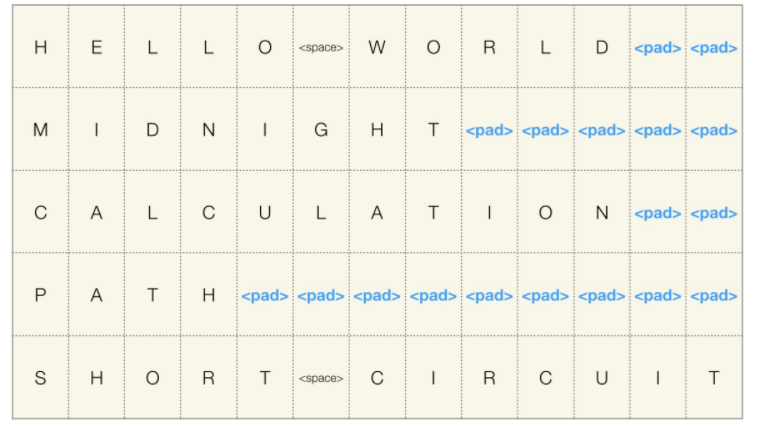 H E L L O <space> W O R L D <pad> <pad>
M I D N I G H T <pad> <pad> <pad> <pad> <pad>
C A L C U L A T I O N <pad> <pad>
P A T H <pad> <pad> <pad> <pad> <pad> <pad> <pad> <pad> <pad>
S H O R T <space> C I R C U I T